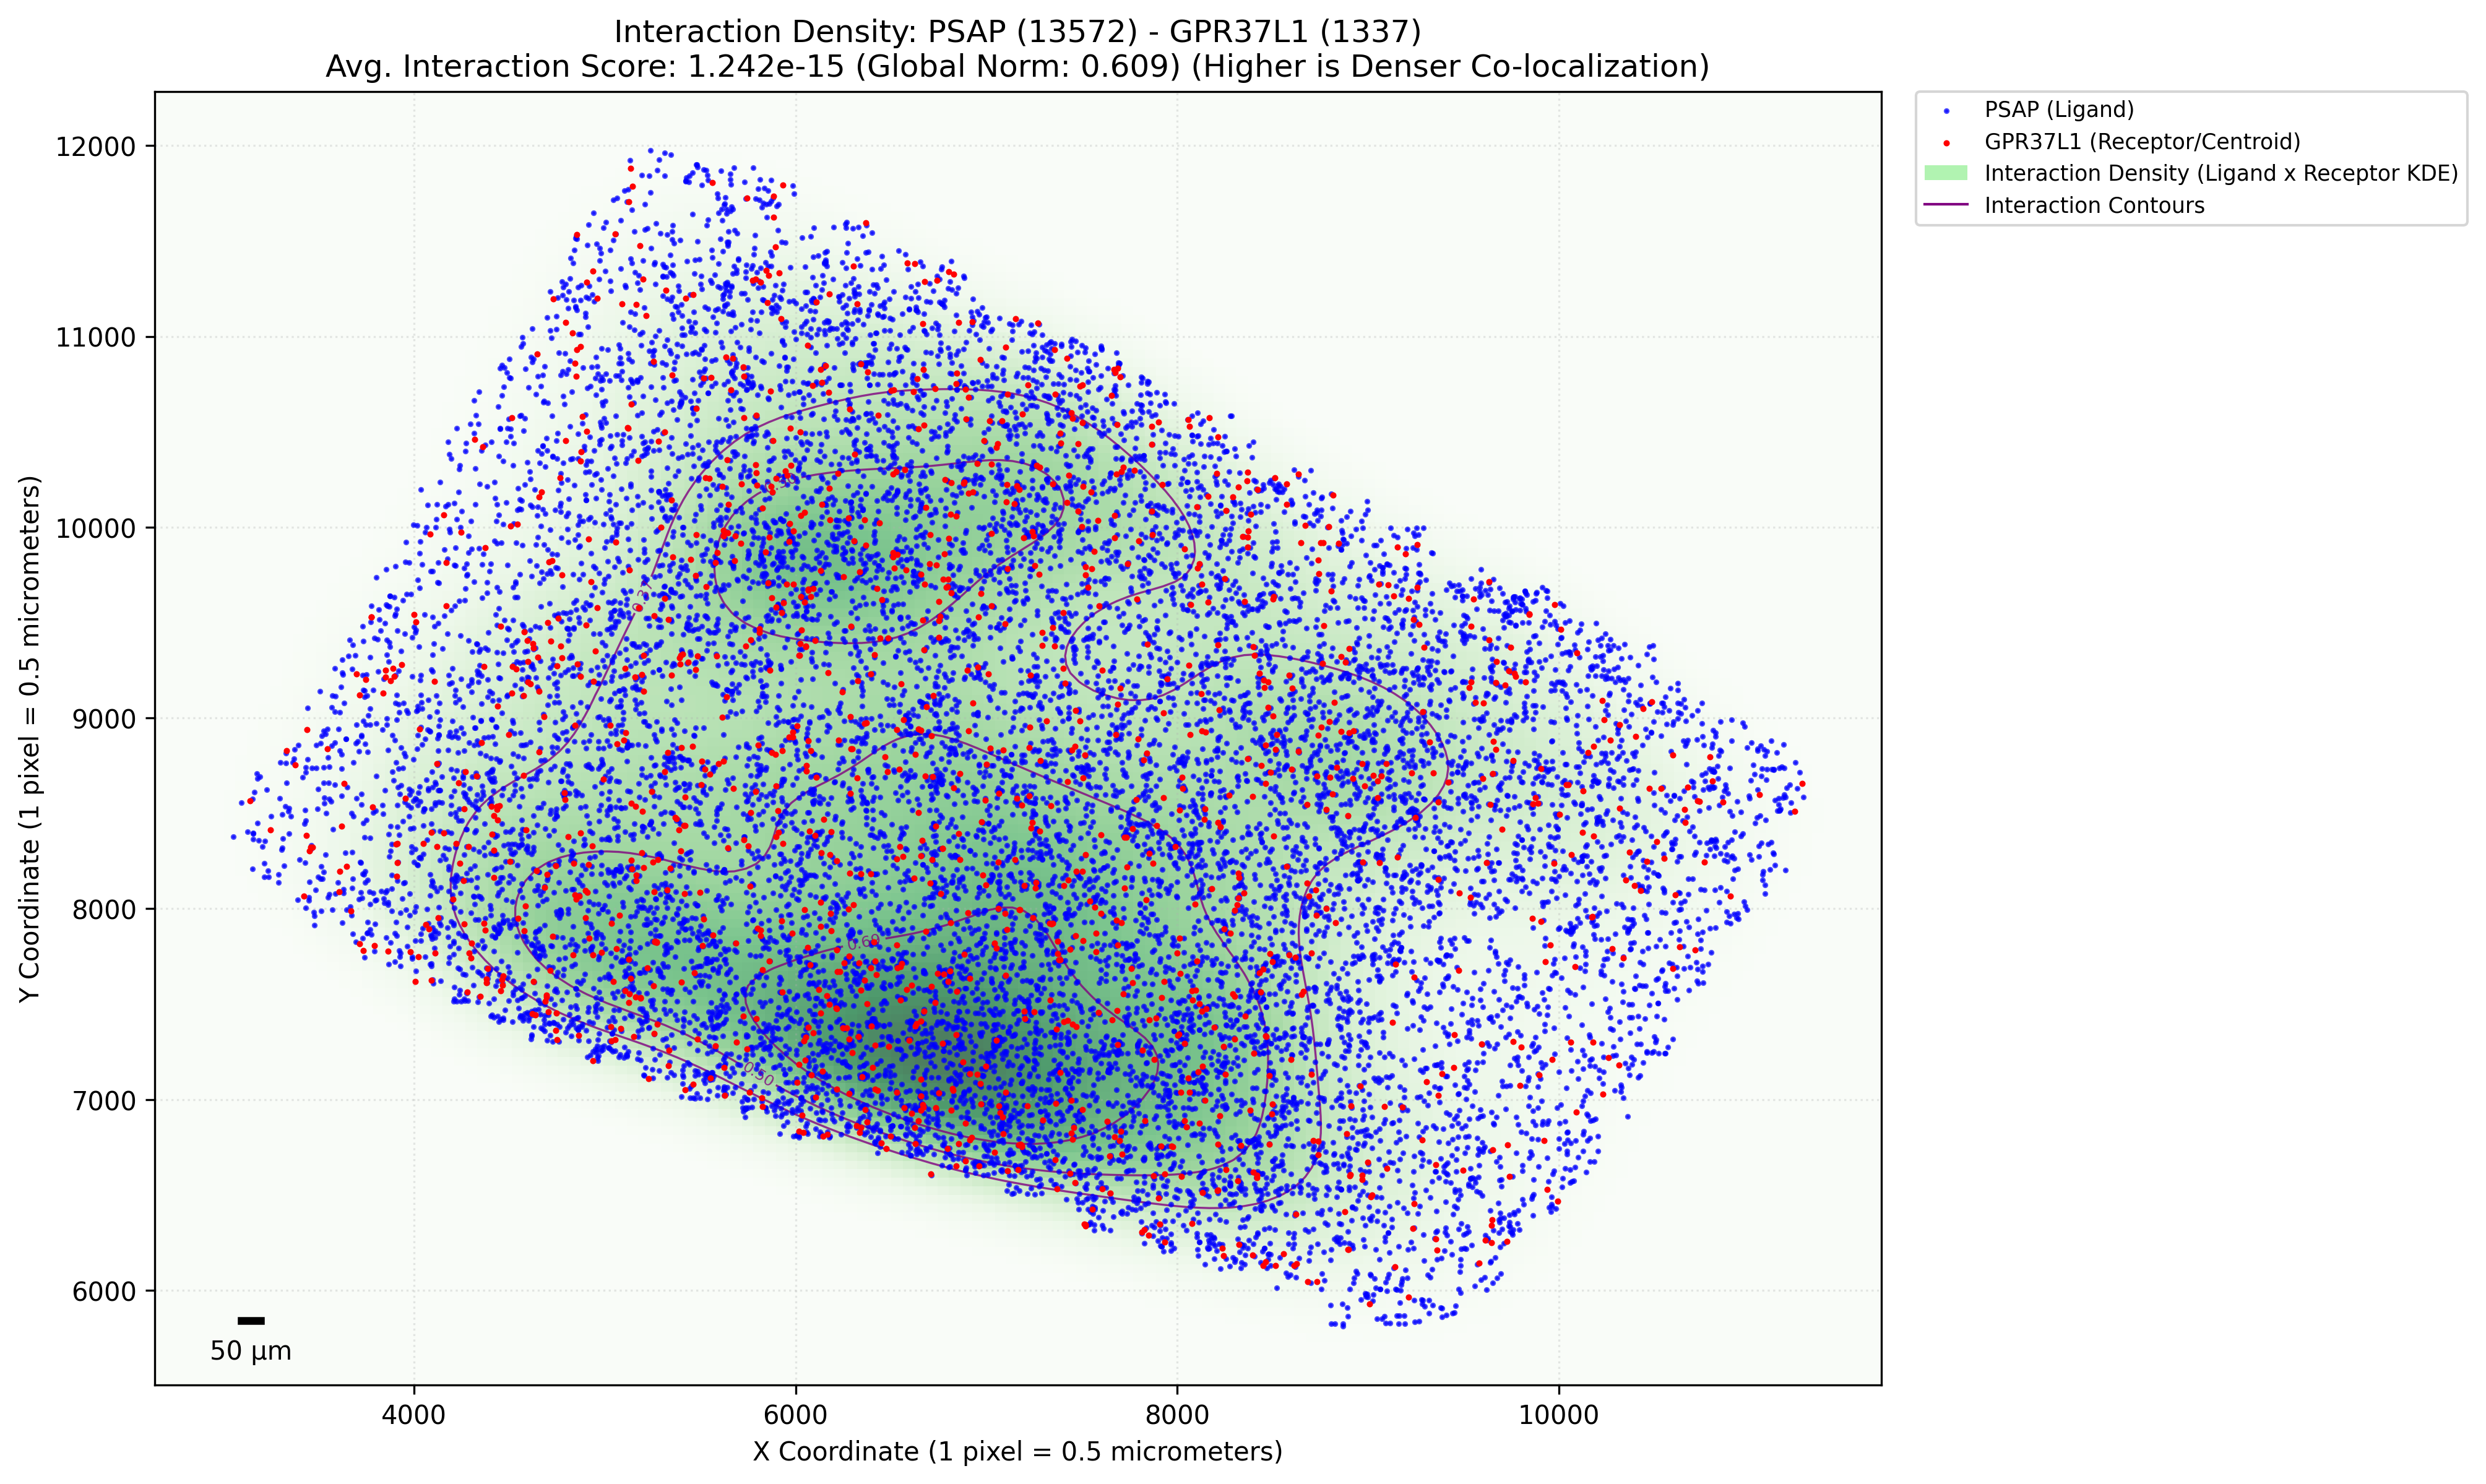 Interaction Density: PSAP (13572) - GPR37L1 (1337)
Avg. Interaction Score: 1.242e-15 (Global Norm: 0.609) (Higher is Denser Co-localization)
PSAP (Ligand)
GPR37L1 (Receptor/Centroid)
Interaction Density (Ligand x Receptor KDE)
Interaction Contours
Y Coordinate (1 pixel = 0.5 micrometers)
12000
11000
10000
9000
8000
7000
6000
0.69
0.50
50 µm
4000
6000
8000
10000
X Coordinate (1 pixel = 0.5 micrometers)